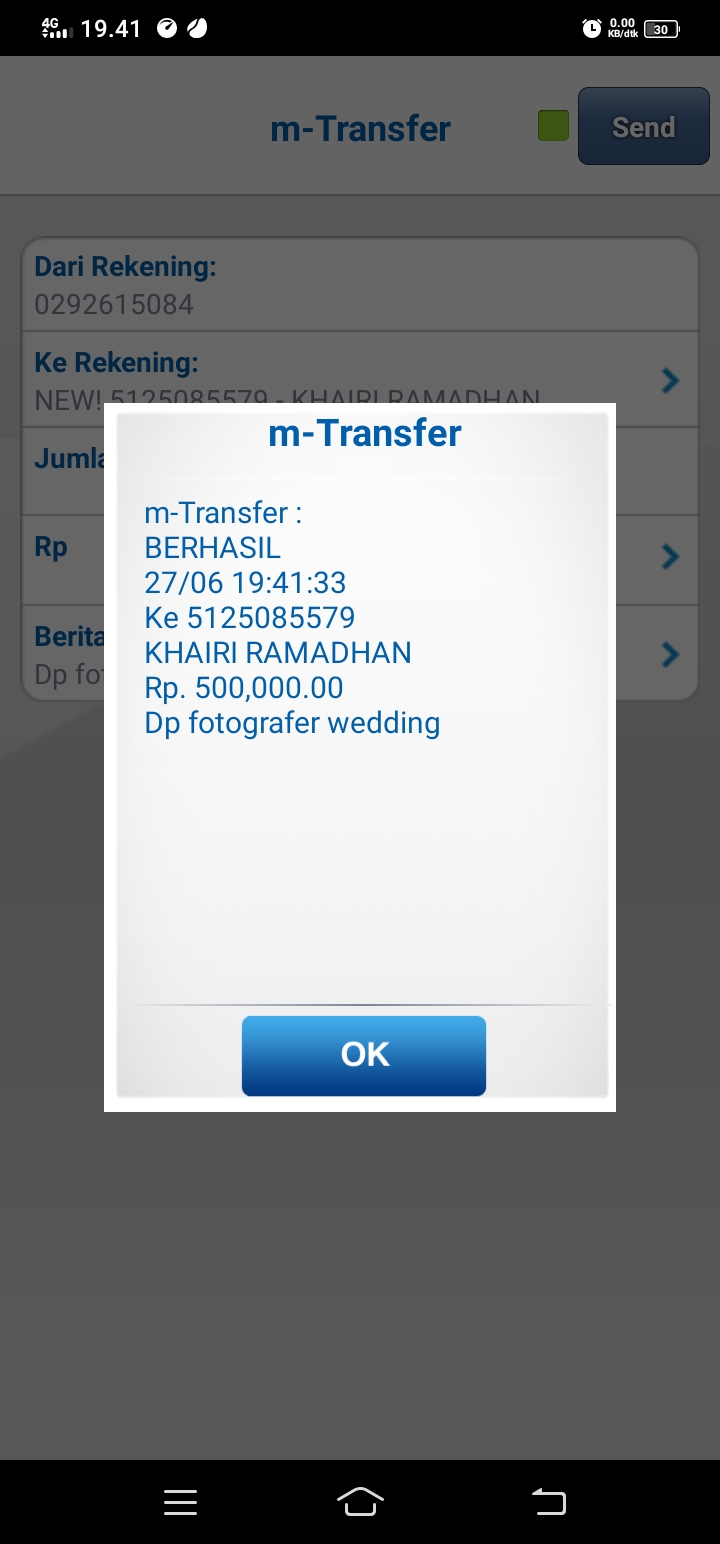 4G 19.41 0.00 KB/dtk 30
m-Transfer
Send
Dari Rekening:
0292615084
Ke Rekening:
NEW! 5125085579 - KHAIRI RAMADHAN
Jumla
Rp
Berita
Dp fo
m-Transfer
m-Transfer :
BERHASIL
27/06 19:41:33
Ke 5125085579
KHAIRI RAMADHAN
Rp. 500,000.00
Dp fotografer wedding
OK